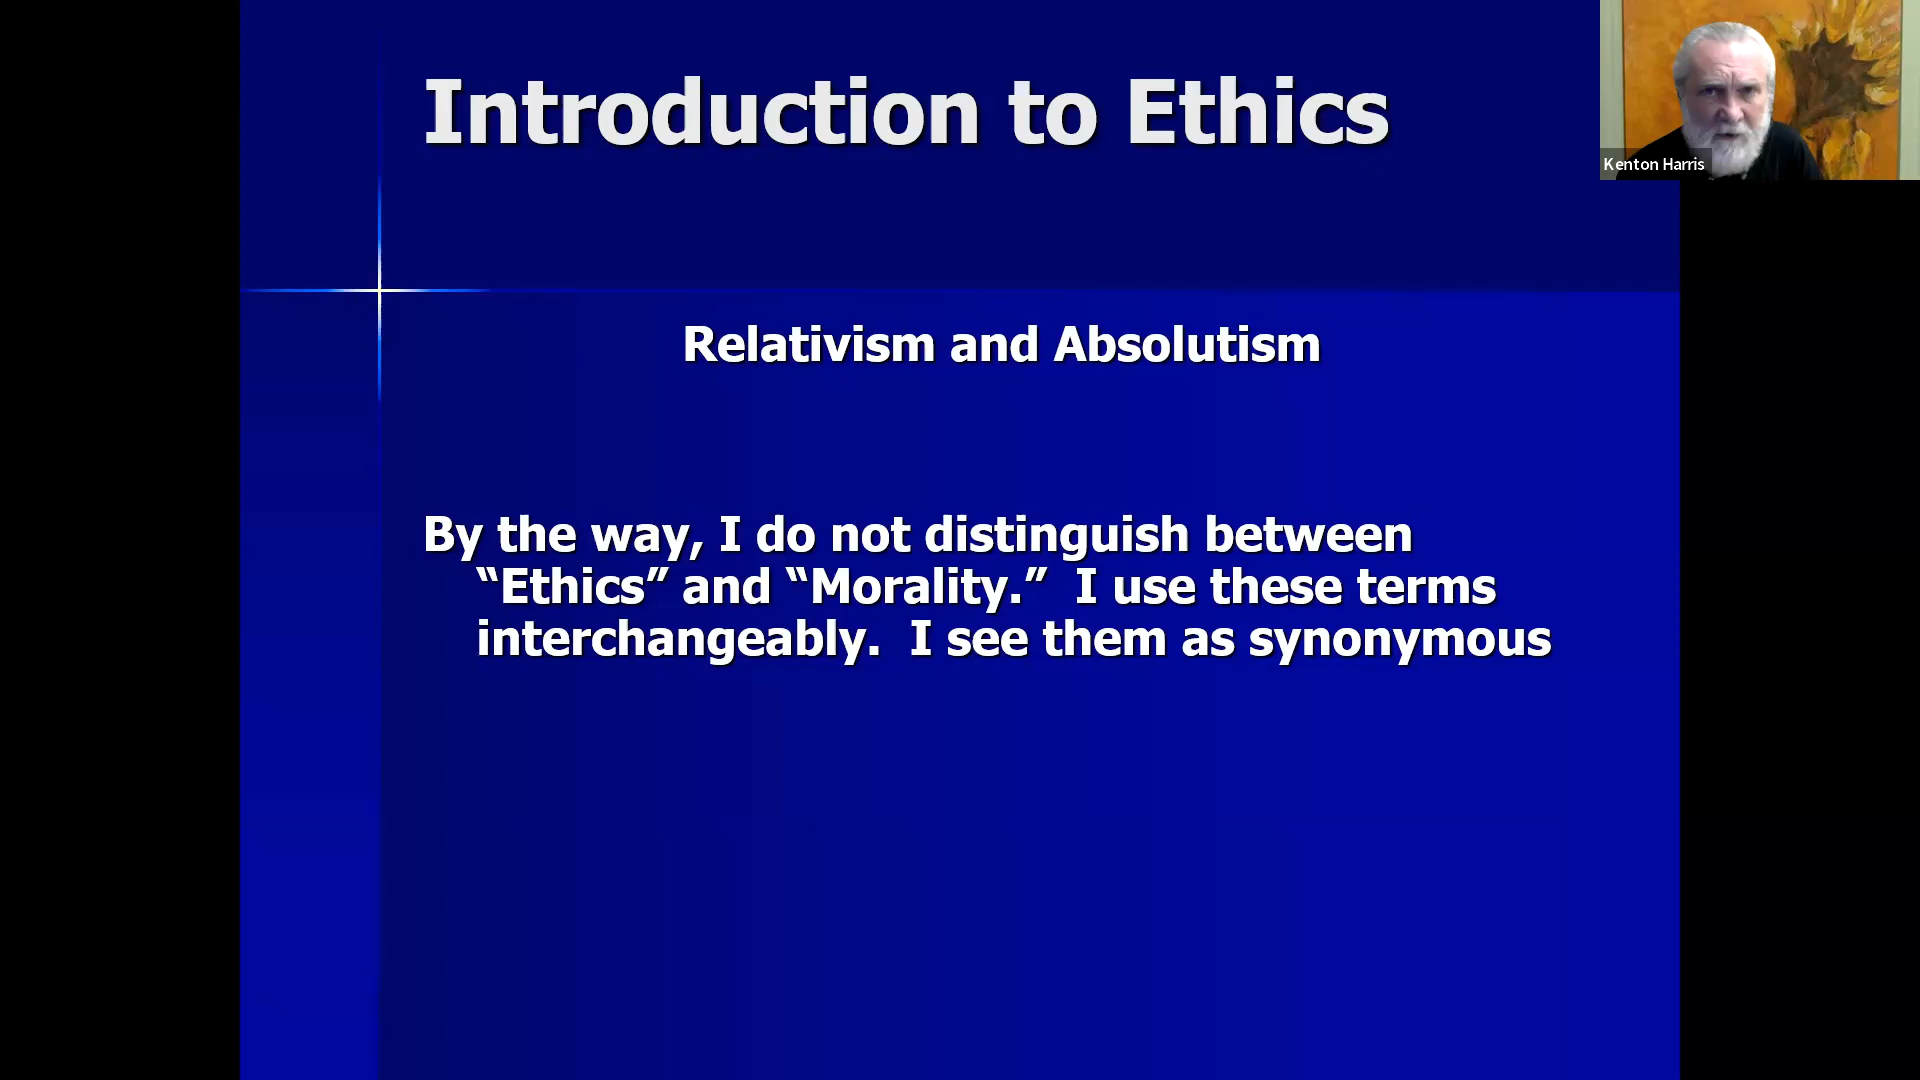 Introduction to Ethics
Kenton Harris
Relativism and Absolutism
By the way, I do not distinguish between
“Ethics” and “Morality.”  I use these terms
interchangeably.  I see them as synonymous